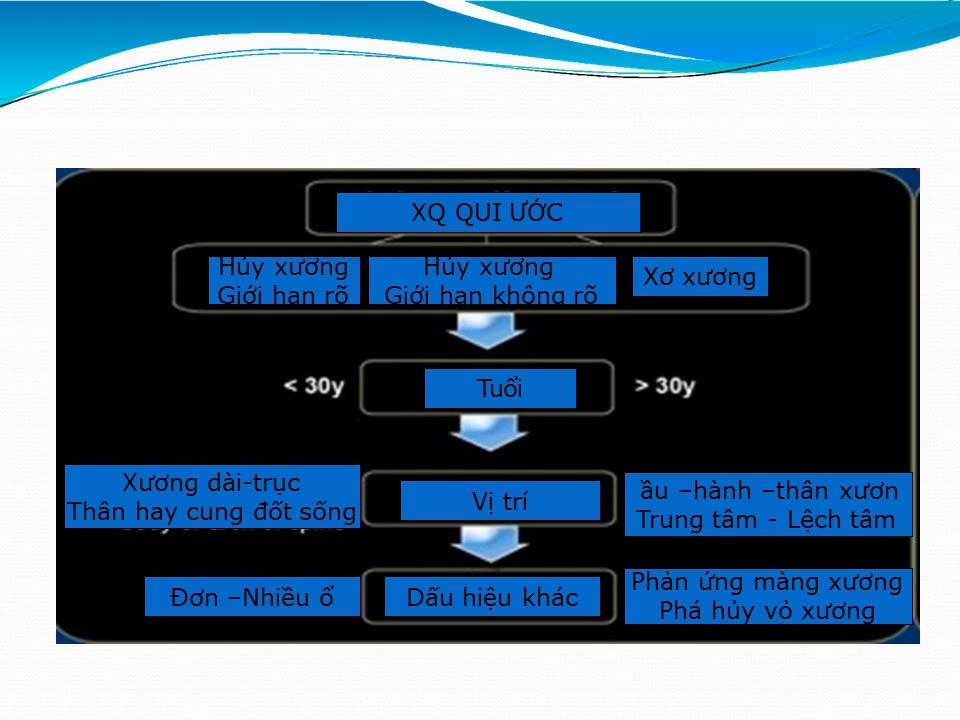 XQ QUI ƯỚC
Hủy xương
Giới hạn rõ
Hủy xương
Giới hạn không rõ
Xơ xương
< 30y
Tuổi
> 30y
Xương dài-trục
Thân hay cung đốt sống
Vị trí
ầu –hành –thân xươn
Trung tâm - Lệch tâm
Đơn –Nhiều ổ
Dấu hiệu khác
Phản ứng màng xương
Phá hủy vỏ xương